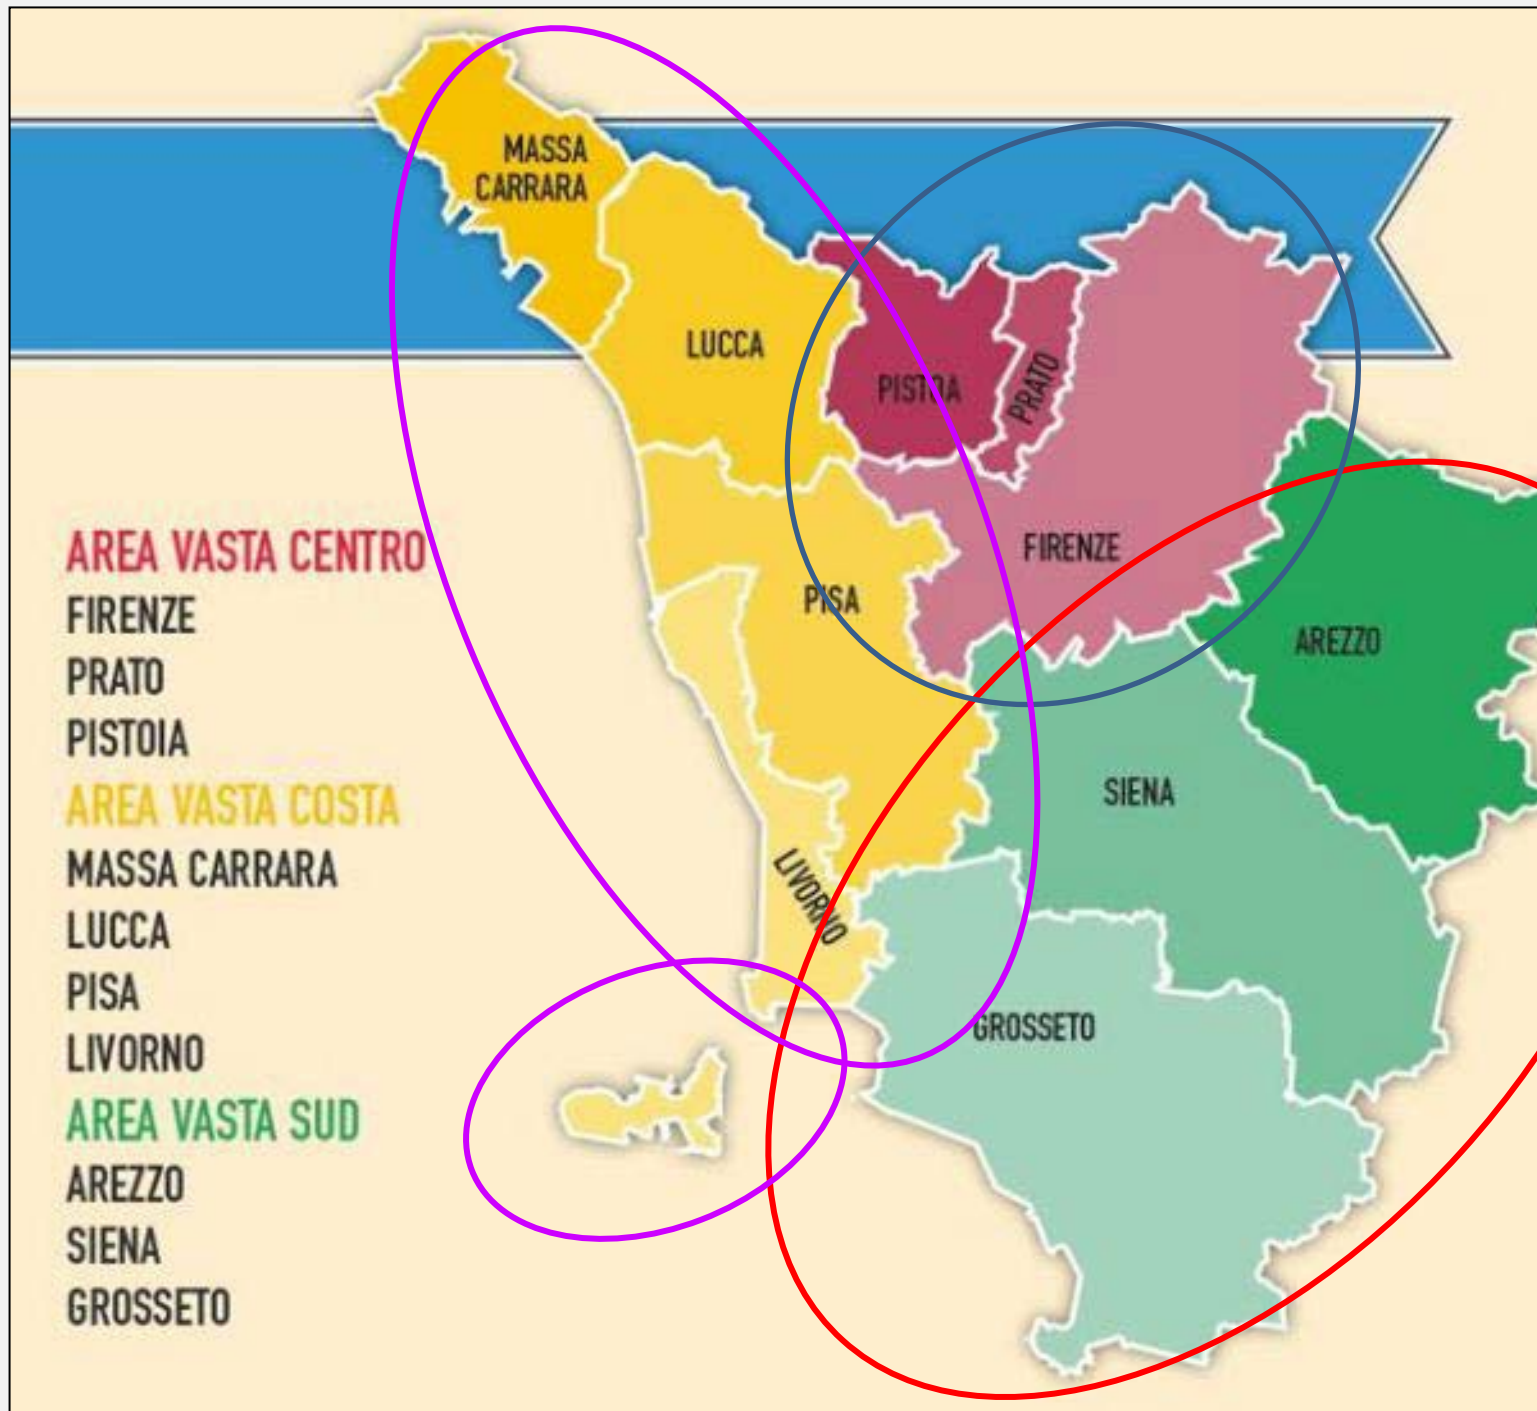 MASSA
CARRARA
LUCCA
PISTOA
PRATO
FIRENZE
PISA
AREZZO
SIENA
LIVORNO
GROSSETO
AREA VASTA CENTRO
FIRENZE
PRATO
PISTOIA
AREA VASTA COSTA
MASSA CARRARA
LUCCA
PISA
LIVORNO
AREA VASTA SUD
AREZZO
SIENA
GROSSETO